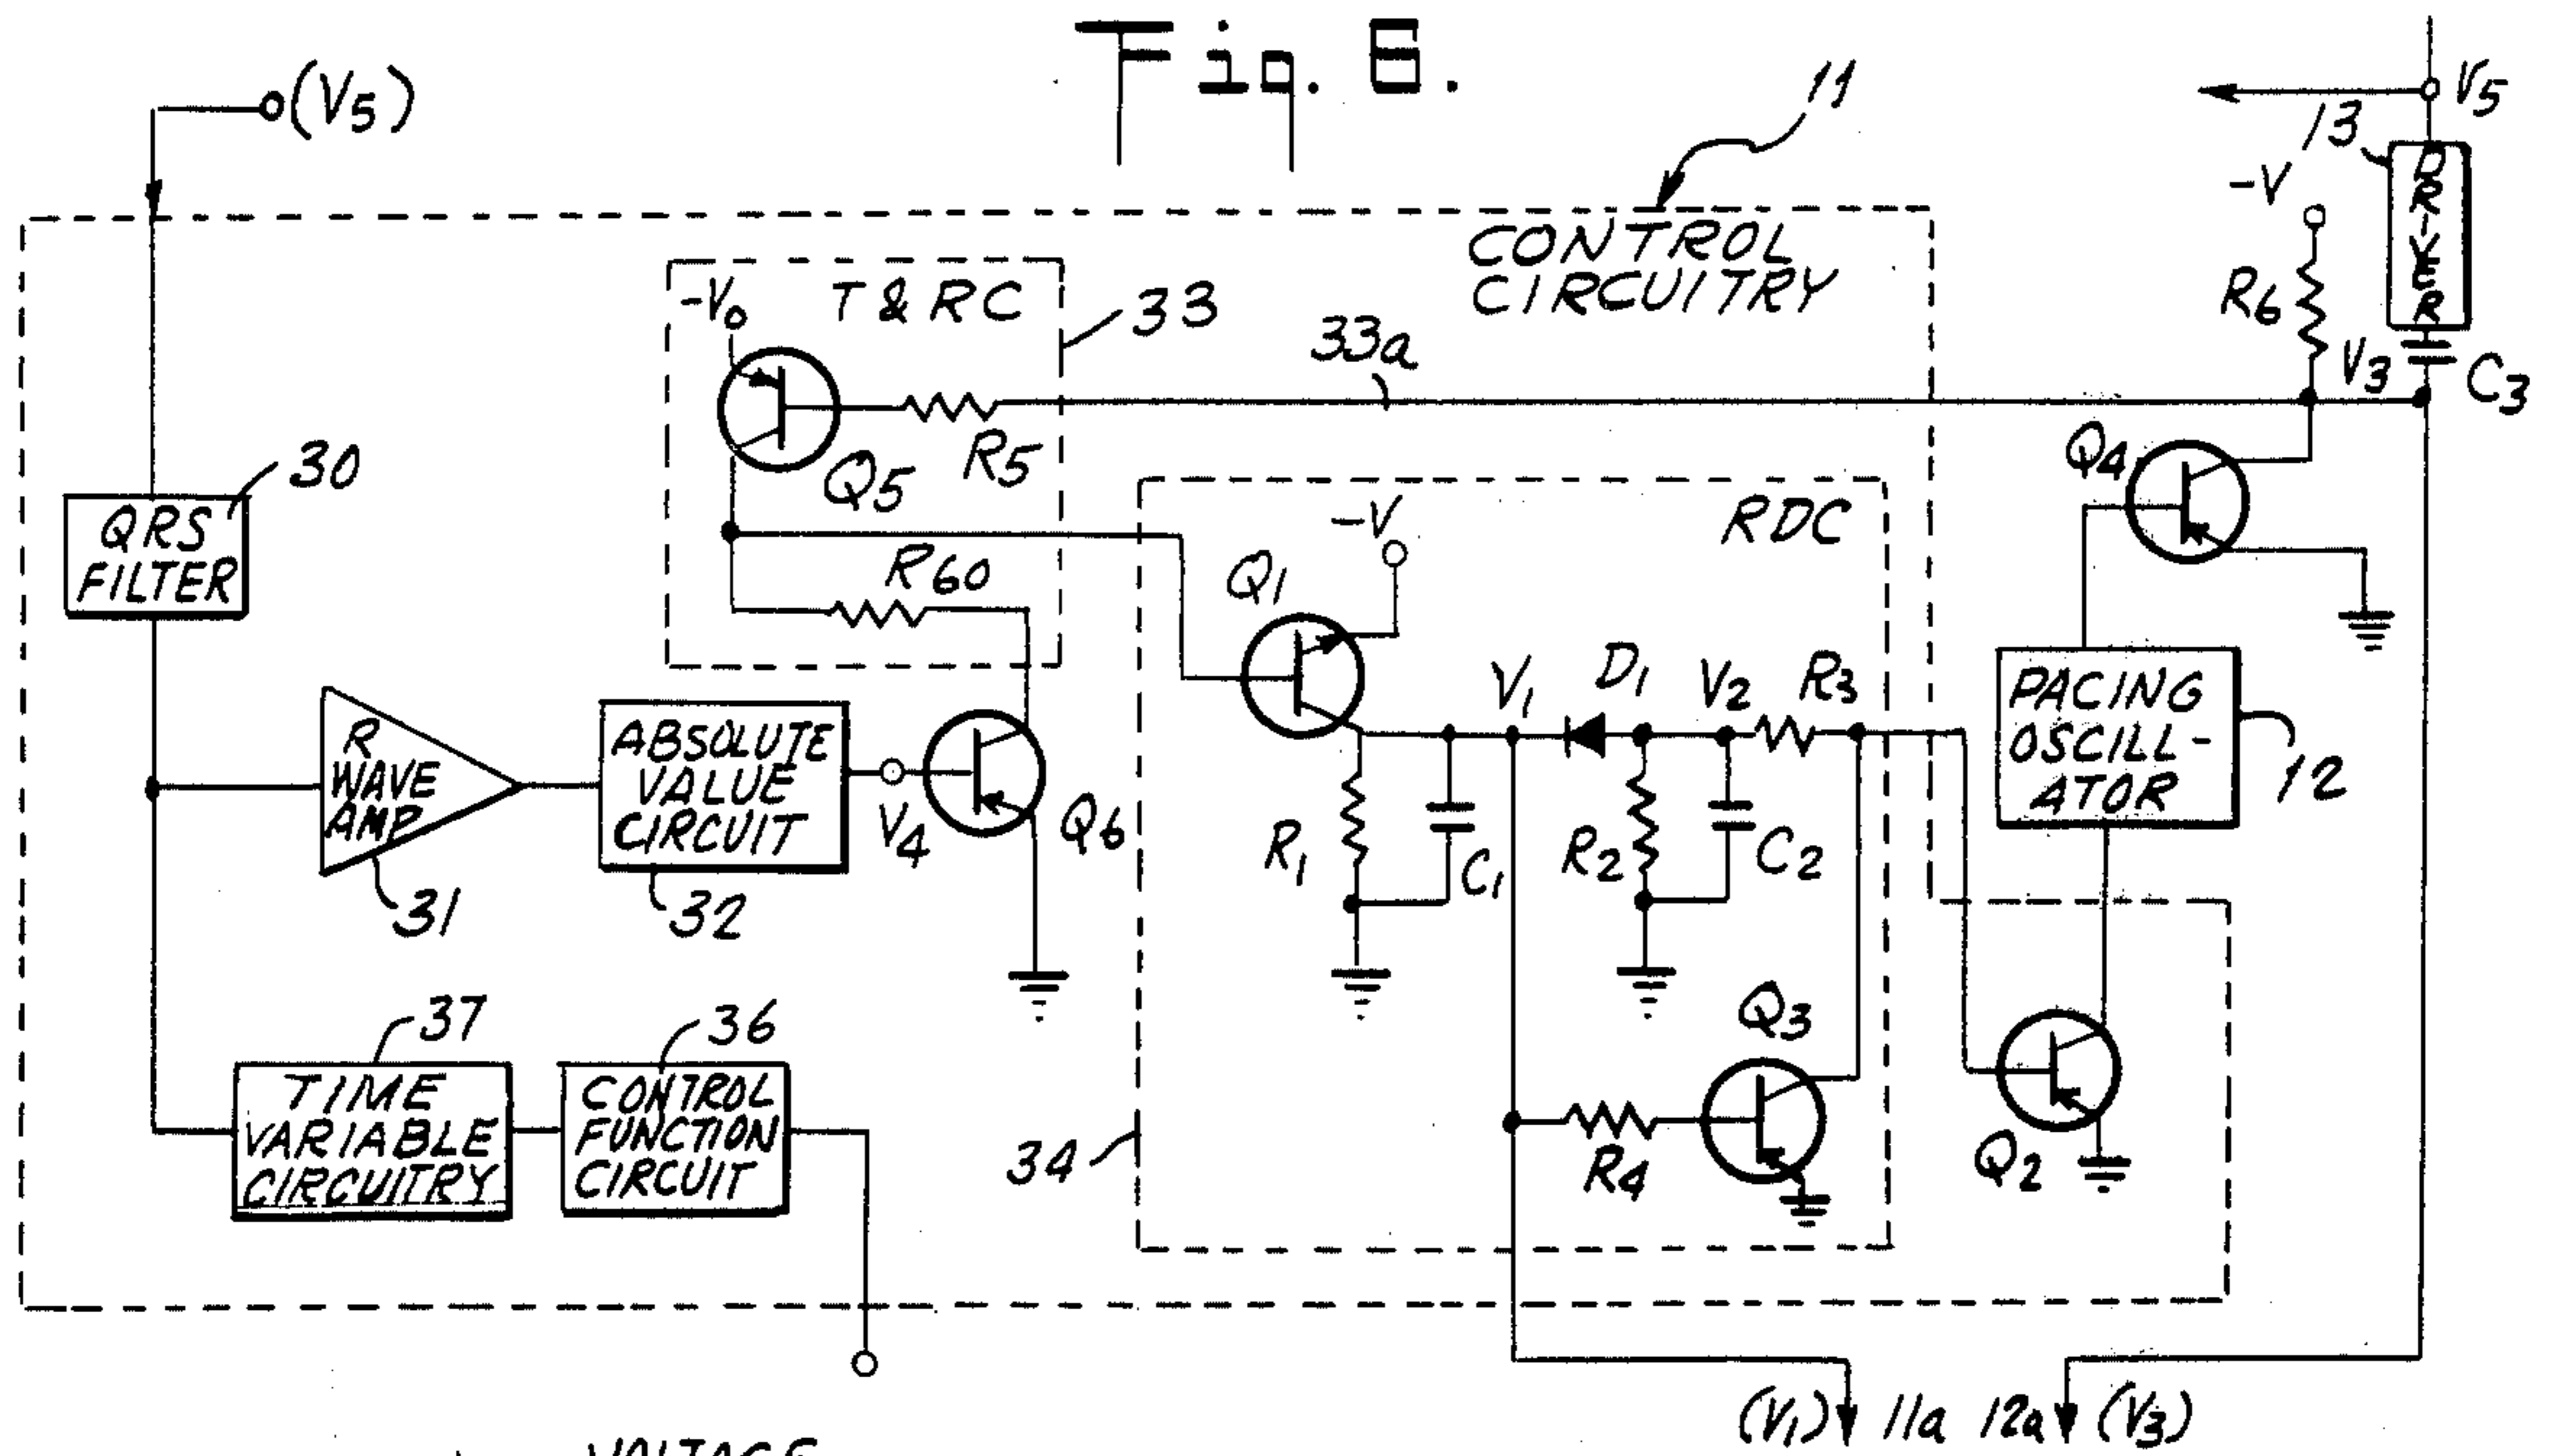 Fig. 6.
(V5)
11
V5
13
-V
DRIVER
CONTROL
CIRCUITRY
-V
T & RC
33
33a
R6
V3
C3
R5
Q5
Q4
30
QRS
FILTER
-V
RDC
R60
Q1
V1
D1
V2
R3
PACING
OSCILL-
ATOR
12
R
WAVE
AMP
31
ABSOLUTE
VALUE
CIRCUIT
32
V4
Q6
R1
C1
R2
C2
37
36
Q3
TIME
VARIABLE
CIRCUITRY
CONTROL
FUNCTION
CIRCUIT
34
R4
Q2
(V1) 11a 12a (V3)
VOLTAGE